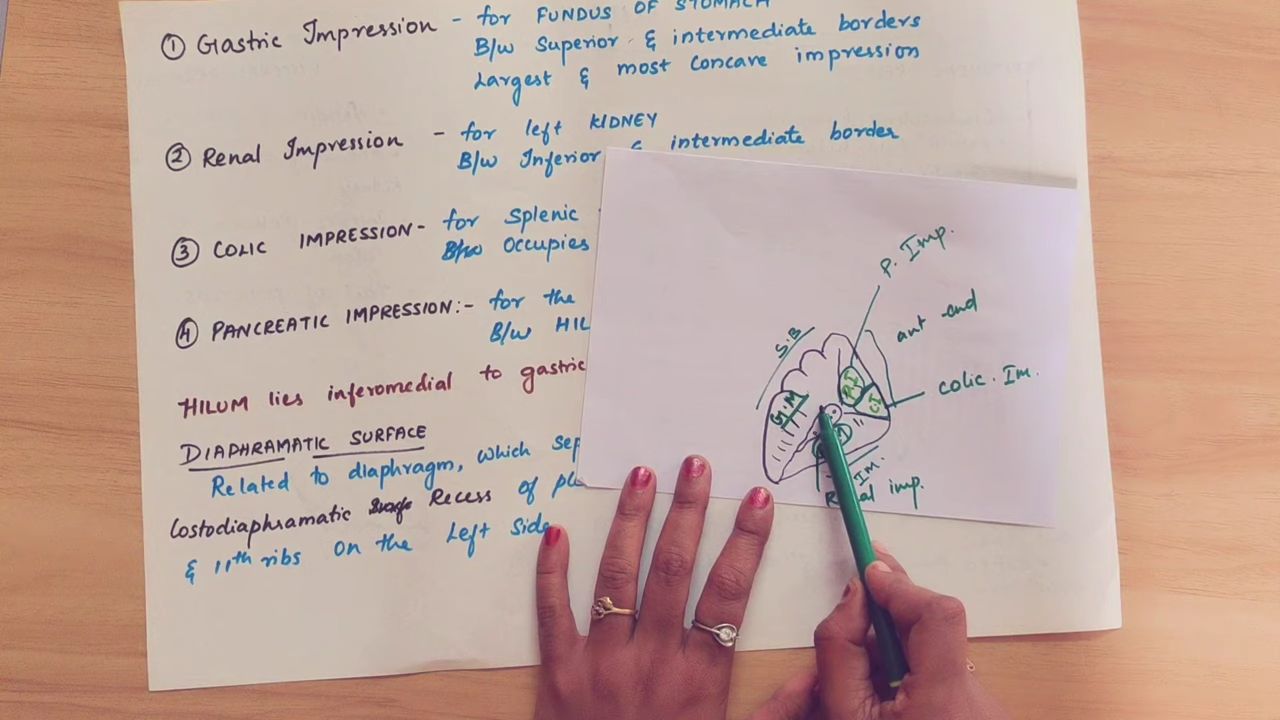 ① Gastric Impression - for FUNDUS OF STOMACH
B/w Superior & intermediate borders
Largest & most concave impression
② Renal Impression - for left KIDNEY
B/w Inferior & intermediate border
③ COLIC IMPRESSION - for Splenic
Occupies
④ PANCREATIC IMPRESSION:- for the
B/w HIL
HILUM lies inferomedial to gastric
DIAPHRAMATIC SURFACE
Related to diaphragm, which sep
Costodiaphramatic Recess of pl
& 11th ribs on the Left Side
P. Imp.
ant end
S.B
colic. Im.
P.I
C.I
G.M
Im.
Renal imp.